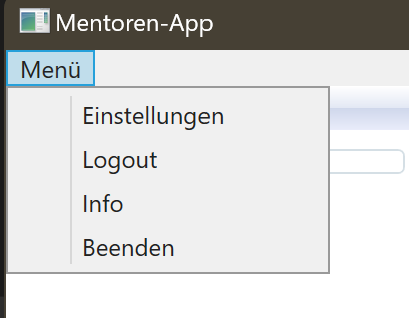 Mentoren-App
Menü
Einstellungen
Logout
Info
Beenden